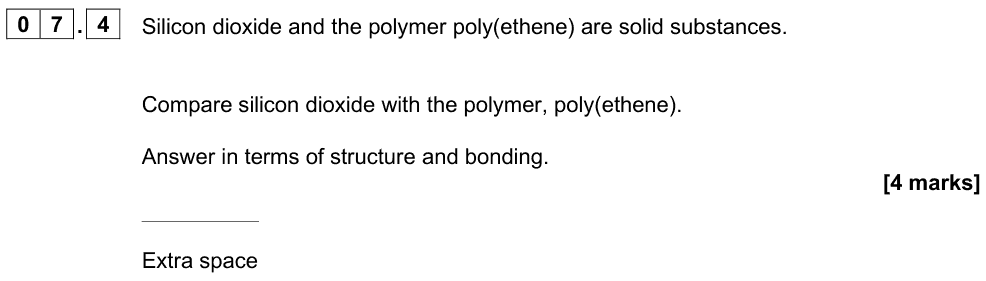 0 7 . 4 Silicon dioxide and the polymer poly(ethene) are solid substances.
Compare silicon dioxide with the polymer, poly(ethene).
Answer in terms of structure and bonding.
[4 marks]
Extra space